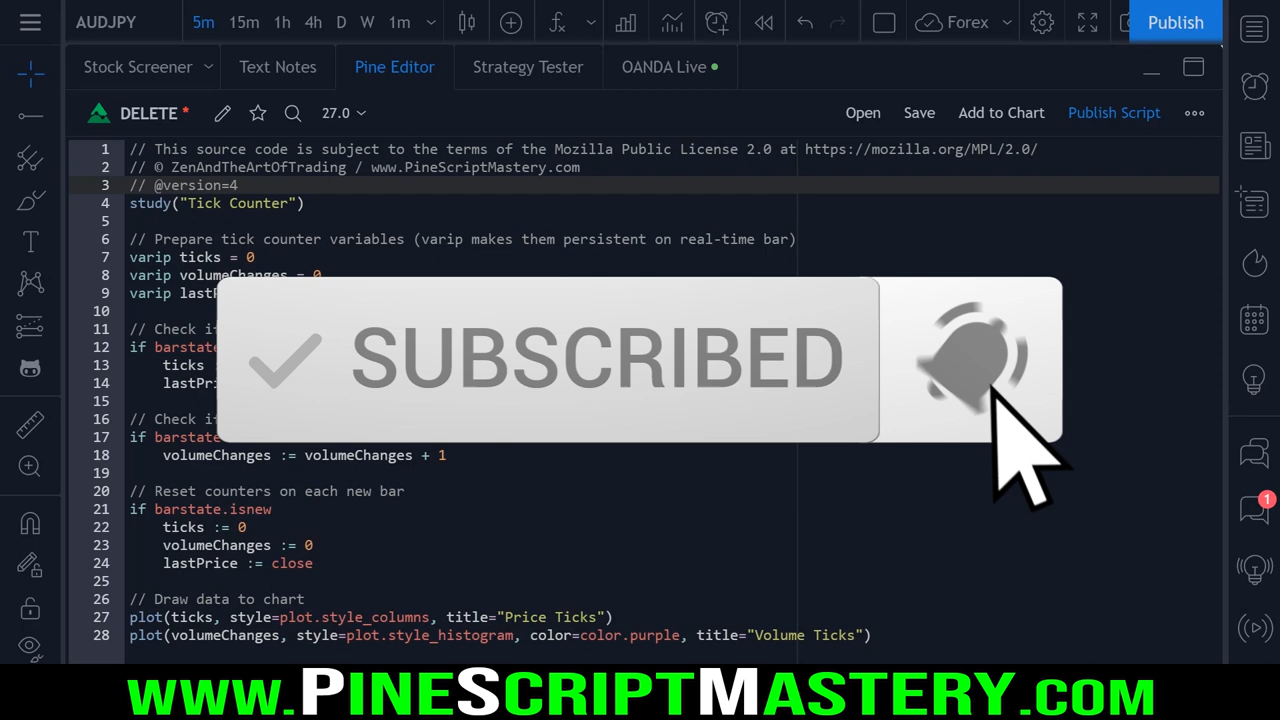 AUDJPY 5m 15m 1h 4h D W 1m Forex Publish
Stock Screener Text Notes Pine Editor Strategy Tester OANDA Live
DELETE * 27.0 Open Save Add to Chart Publish Script
1 // This source code is subject to the terms of the Mozilla Public License 2.0 at https://mozilla.org/MPL/2.0/
2 // © ZenAndTheArtOfTrading / www.PineScriptMastery.com
3 // @version=4
4 study("Tick Counter")
5
6 // Prepare tick counter variables (varip makes them persistent on real-time bar)
7 varip ticks = 0
8 varip volumeChanges = 0
9 varip
10
11 // Check
12 if
13 ticks
14
15
16 // Check
17 if
18 volumeChanges := volumeChanges + 1
19
20 // Reset counters on each new bar
21 if barstate.isnew
22 ticks := 0
23 volumeChanges := 0
24 lastPrice := close
25
26 // Draw data to chart
27 plot(ticks, style=plot.style_columns, title="Price Ticks")
28 plot(volumeChanges, style=plot.style_histogram, color=color.purple, title="Volume Ticks")
SUBSCRIBED
1
www.PineScriptMastery.com